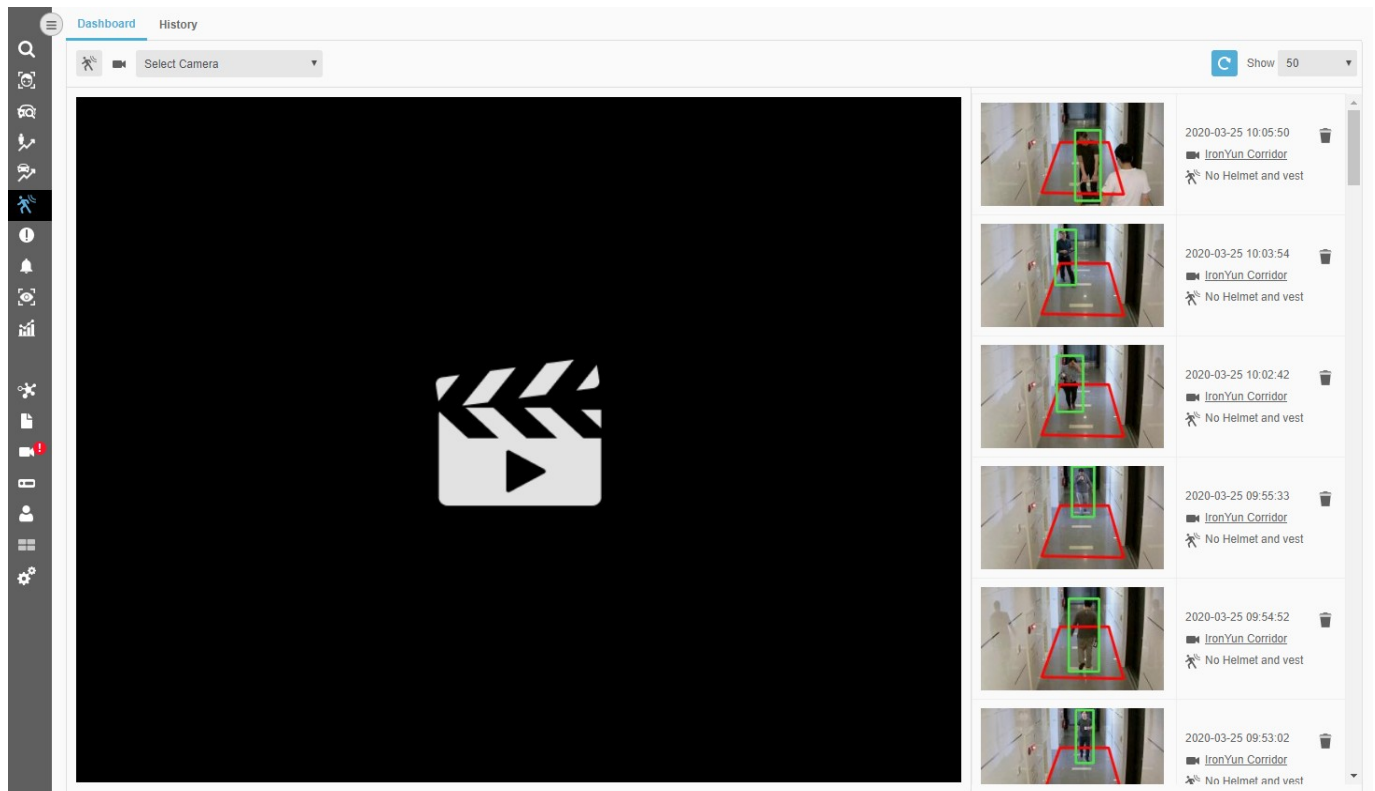 Dashboard History
Select Camera Show 50
2020-03-25 10:05:50
IronYun Corridor
No Helmet and vest
2020-03-25 10:03:54
IronYun Corridor
No Helmet and vest
2020-03-25 10:02:42
IronYun Corridor
No Helmet and vest
2020-03-25 09:55:33
IronYun Corridor
No Helmet and vest
2020-03-25 09:54:52
IronYun Corridor
No Helmet and vest
2020-03-25 09:53:02
IronYun Corridor
No Helmet and vest